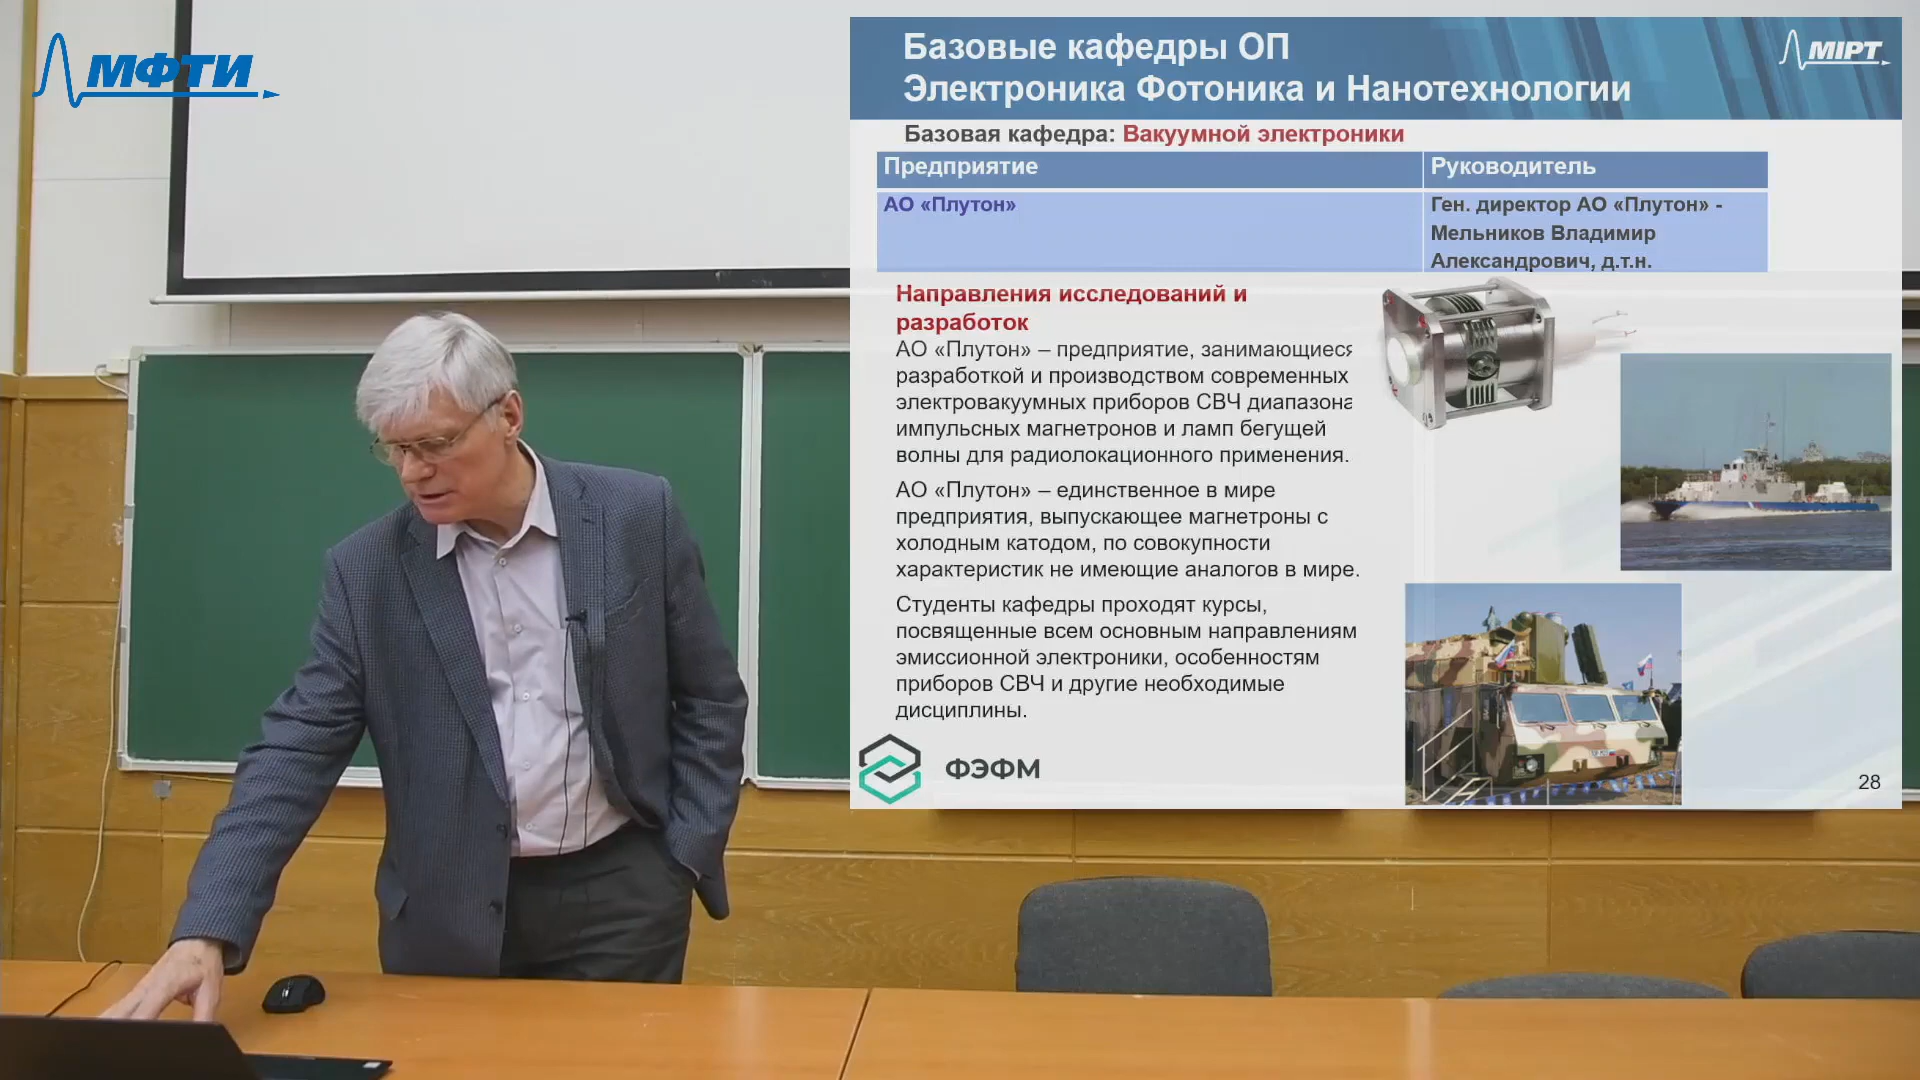 МФТИ
Базовые кафедры ОП
Электроника Фотоника и Нанотехнологии
MIPT
Базовая кафедра: Вакуумной электроники
Предприятие
Руководитель
АО «Плутон»
Ген. директор АО «Плутон» -
Мельников Владимир
Александрович, д.т.н.
Направления исследований и
разработок
АО «Плутон» – предприятие, занимающиеся
разработкой и производством современных
электровакуумных приборов СВЧ диапазона
импульсных магнетронов и ламп бегущей
волны для радиолокационного применения.
АО «Плутон» – единственное в мире
предприятия, выпускающее магнетроны с
холодным катодом, по совокупности
характеристик не имеющие аналогов в мире.
Студенты кафедры проходят курсы,
посвященные всем основным направлениям
эмиссионной электроники, особенностям
приборов СВЧ и другие необходимые
дисциплины.
ФЭФМ
28